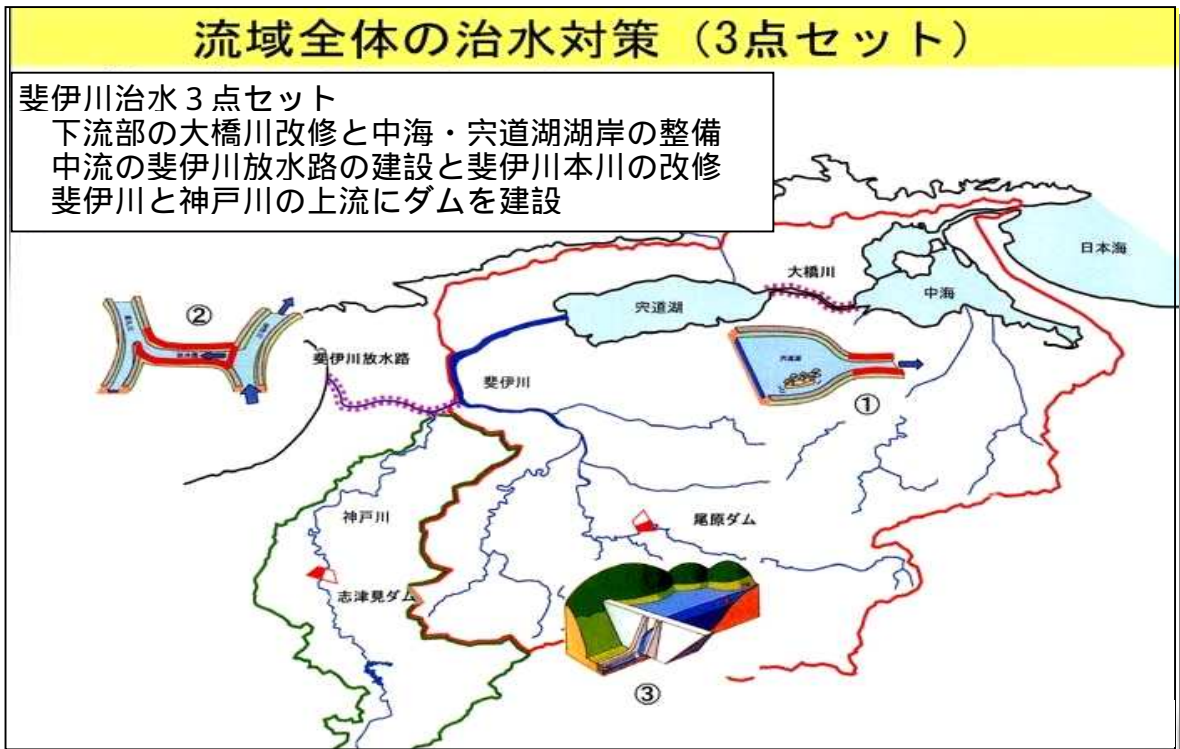 流域全体の治水対策（3点セット）
斐伊川治水３点セット
下流部の大橋川改修と中海・宍道湖湖岸の整備
中流の斐伊川放水路の建設と斐伊川本川の改修
斐伊川と神戸川の上流にダムを建設
日本海
大橋川
中海
宍道湖
②
斐伊川放水路
放水路
斐伊川
宍道湖
①
神戸川
尾原ダム
志津見ダム
③